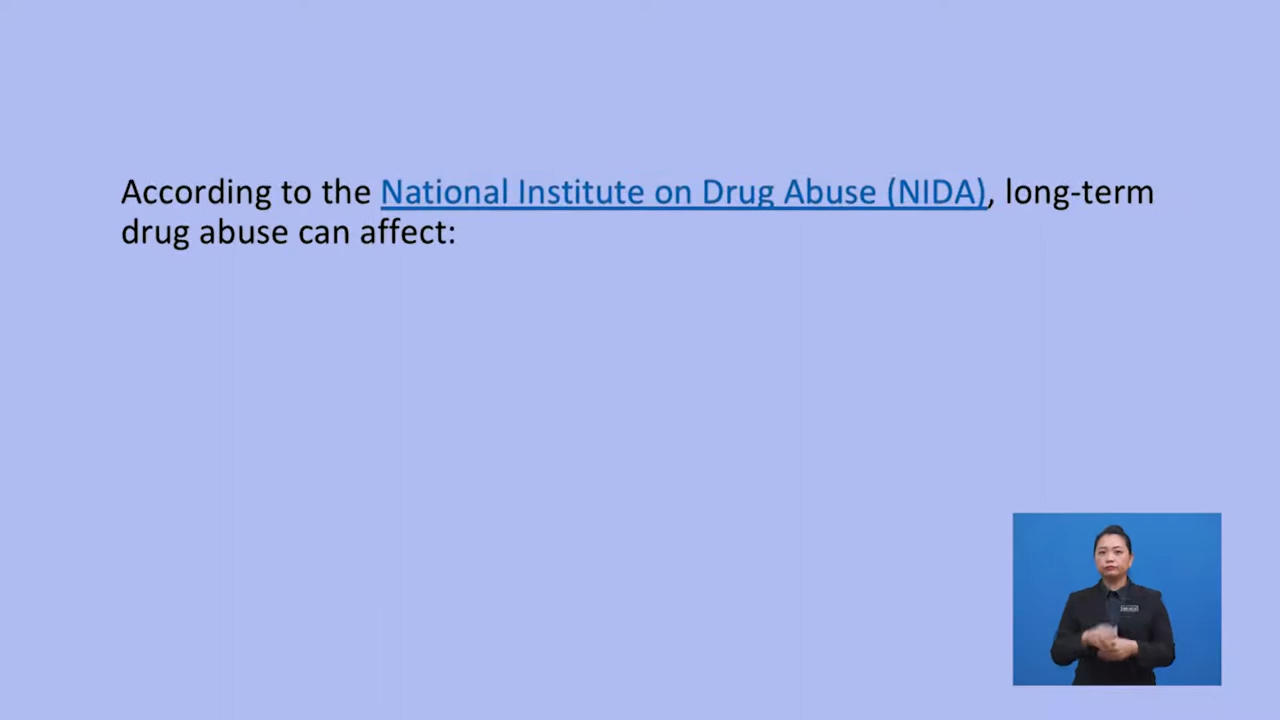 According to the National Institute on Drug Abuse (NIDA), long-term
drug abuse can affect: